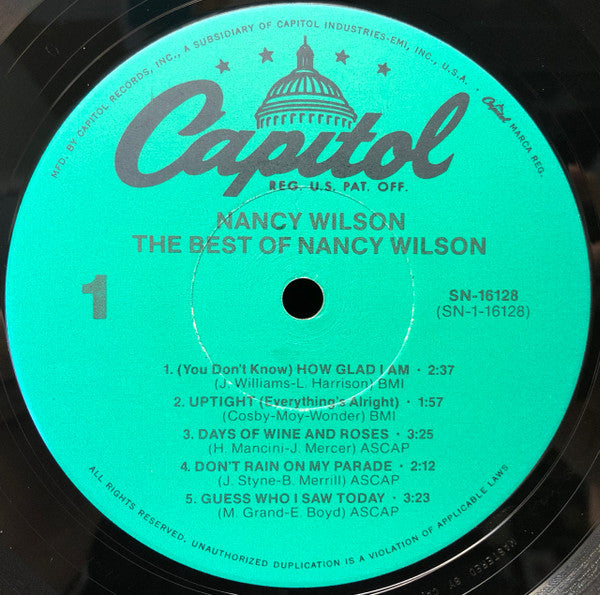 MFD. BY CAPITOL RECORDS, INC., A SUBSIDIARY OF CAPITOL INDUSTRIES-EMI, INC., U.S.A. · Capitol MARCA REG.
Capitol
REG. U.S. PAT. OFF.
NANCY WILSON
THE BEST OF NANCY WILSON
1
SN-16128
(SN-1-16128)
1. (You Don't Know) HOW GLAD I AM · 2:37
(J. Williams-L. Harrison) BMI
2. UPTIGHT (Everything's Alright) · 1:57
(Cosby-Moy-Wonder) BMI
3. DAYS OF WINE AND ROSES · 3:25
(H. Mancini-J. Mercer) ASCAP
4. DON'T RAIN ON MY PARADE · 2:12
(J. Styne-B. Merrill) ASCAP
5. GUESS WHO I SAW TODAY · 3:23
(M. Grand-E. Boyd) ASCAP
ALL RIGHTS RESERVED. UNAUTHORIZED DUPLICATION IS A VIOLATION OF APPLICABLE LAWS
MASTERED BY